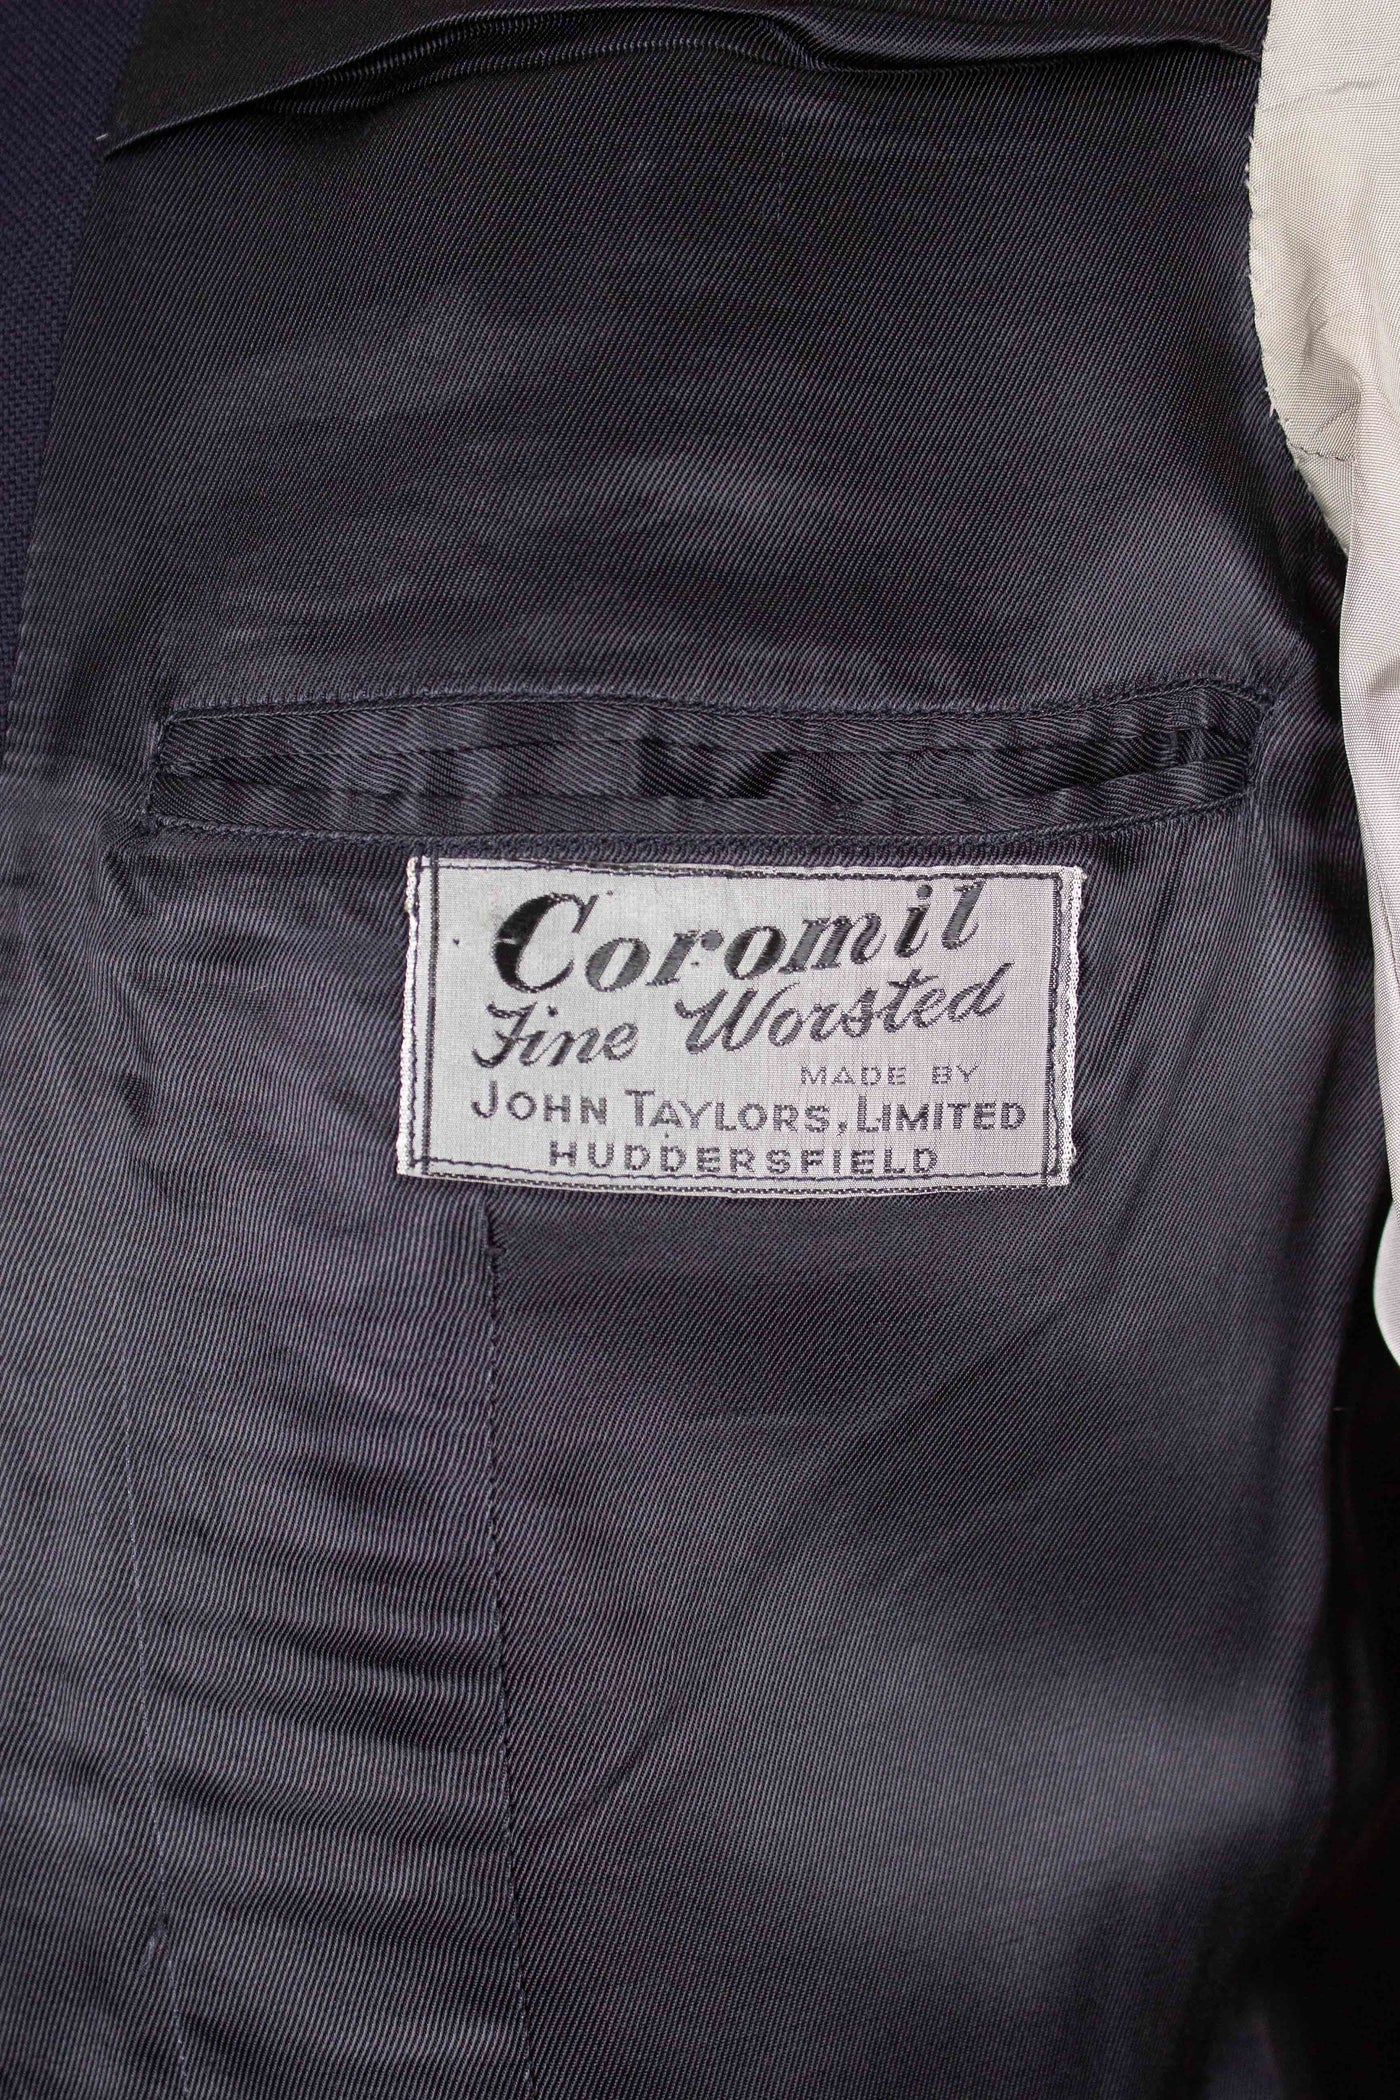 Coromil
Fine Worsted
MADE BY
JOHN TAYLORS, LIMITED
HUDDERSFIELD